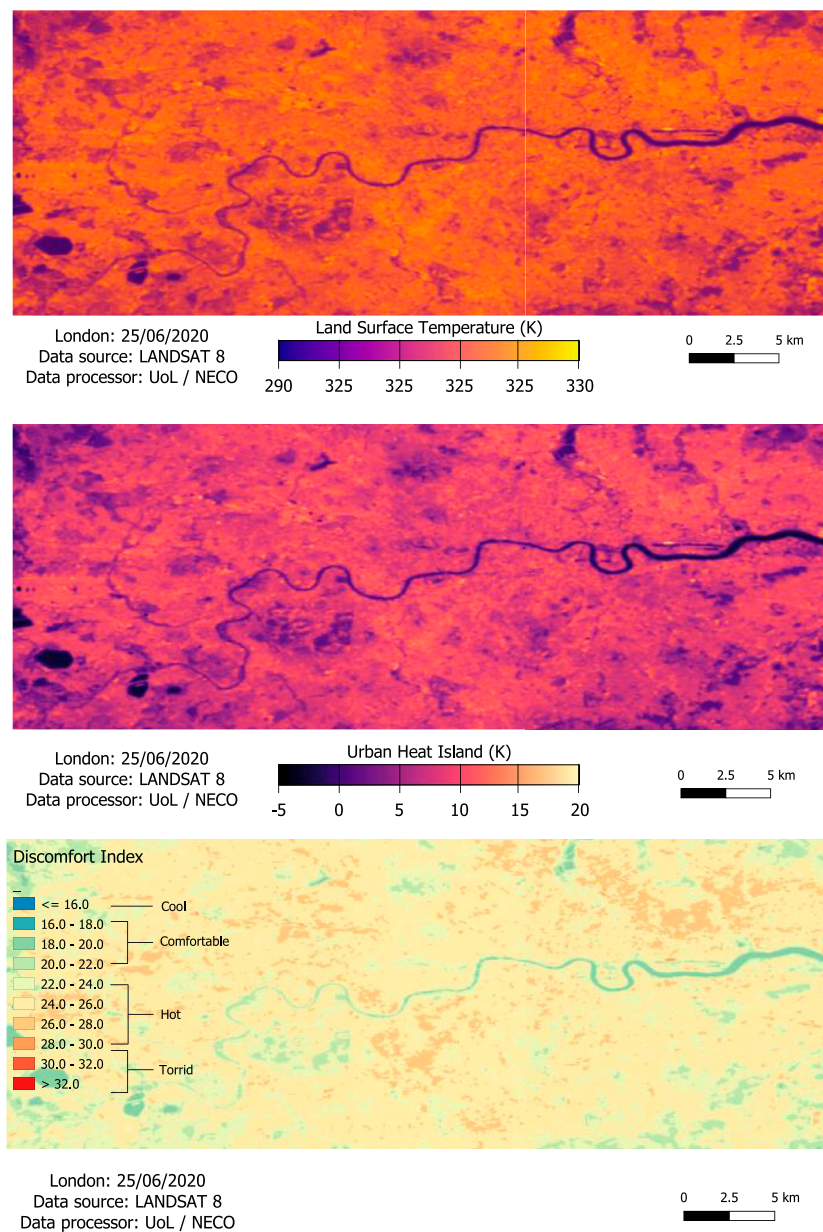 London: 25/06/2020
Data source: LANDSAT 8
Data processor: UoL / NECO
Land Surface Temperature (K)
290 325 325 325 325 330
0 2.5 5 km
London: 25/06/2020
Data source: LANDSAT 8
Data processor: UoL / NECO
Urban Heat Island (K)
-5 0 5 10 15 20
0 2.5 5 km
Discomfort Index
<= 16.0
16.0 - 18.0
18.0 - 20.0
20.0 - 22.0
22.0 - 24.0
24.0 - 26.0
26.0 - 28.0
28.0 - 30.0
30.0 - 32.0
> 32.0
Cool
Comfortable
Hot
Torrid
London: 25/06/2020
Data source: LANDSAT 8
Data processor: UoL / NECO
0 2.5 5 km